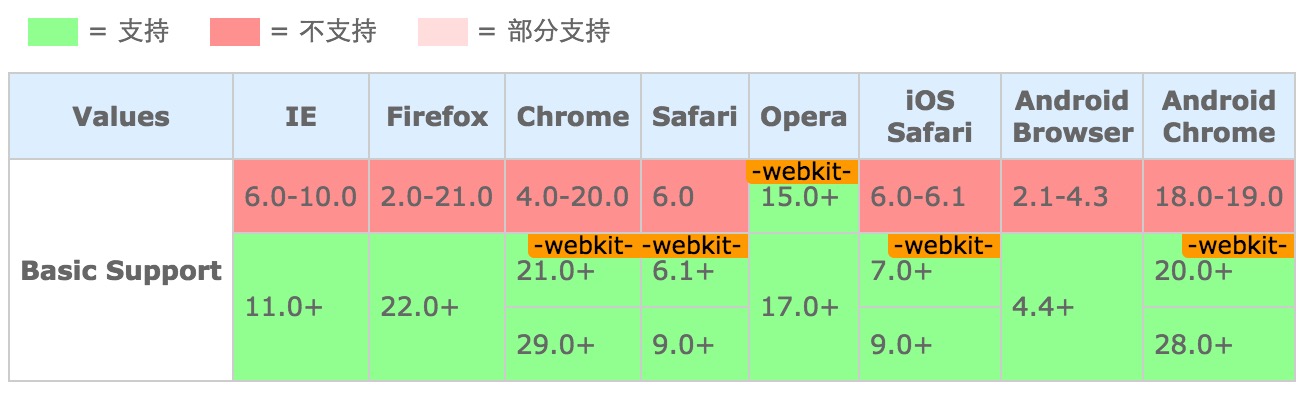 = 支持 = 不支持 = 部分支持
Values IE Firefox Chrome Safari Opera iOS Safari Android Browser Android Chrome
-webkit-
6.0-10.0 2.0-21.0 4.0-20.0 6.0 15.0+ 6.0-6.1 2.1-4.3 18.0-19.0
-webkit- -webkit- -webkit- -webkit-
Basic Support 21.0+ 6.1+ 7.0+ 20.0+
11.0+ 22.0+ 17.0+ 4.4+
29.0+ 9.0+ 9.0+ 28.0+